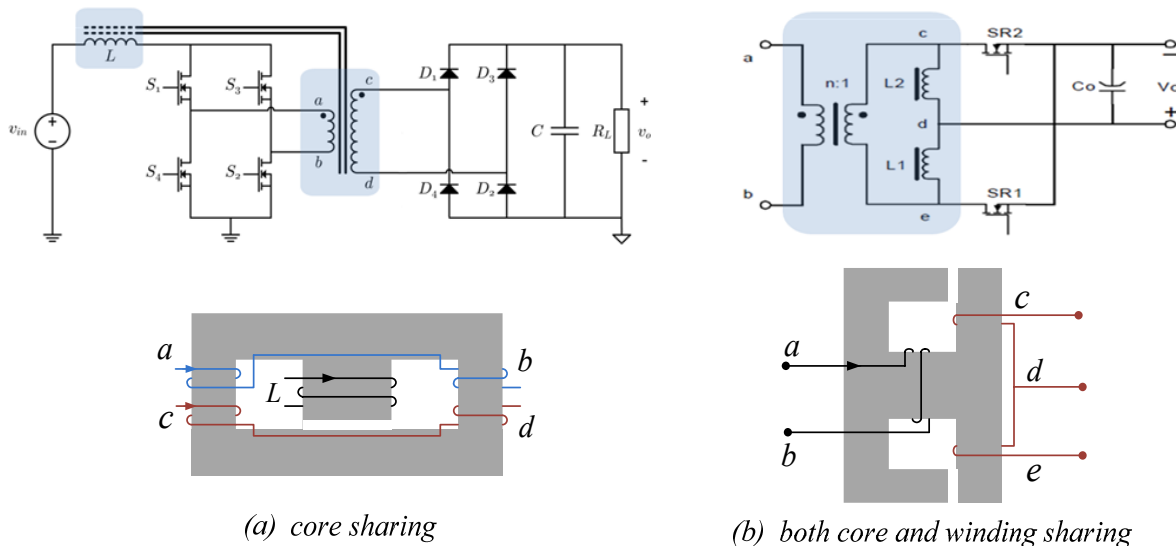 L
S1
S3
a
c
D1
D3
vin
+
-
b
d
S4
S2
D4
D2
C
RL
+
vo
-
a
b
n:1
c
SR2
L2
d
L1
e
SR1
Co
+
a
b
L
c
d
(a) core sharing
a
b
c
d
e
(b) both core and winding sharing